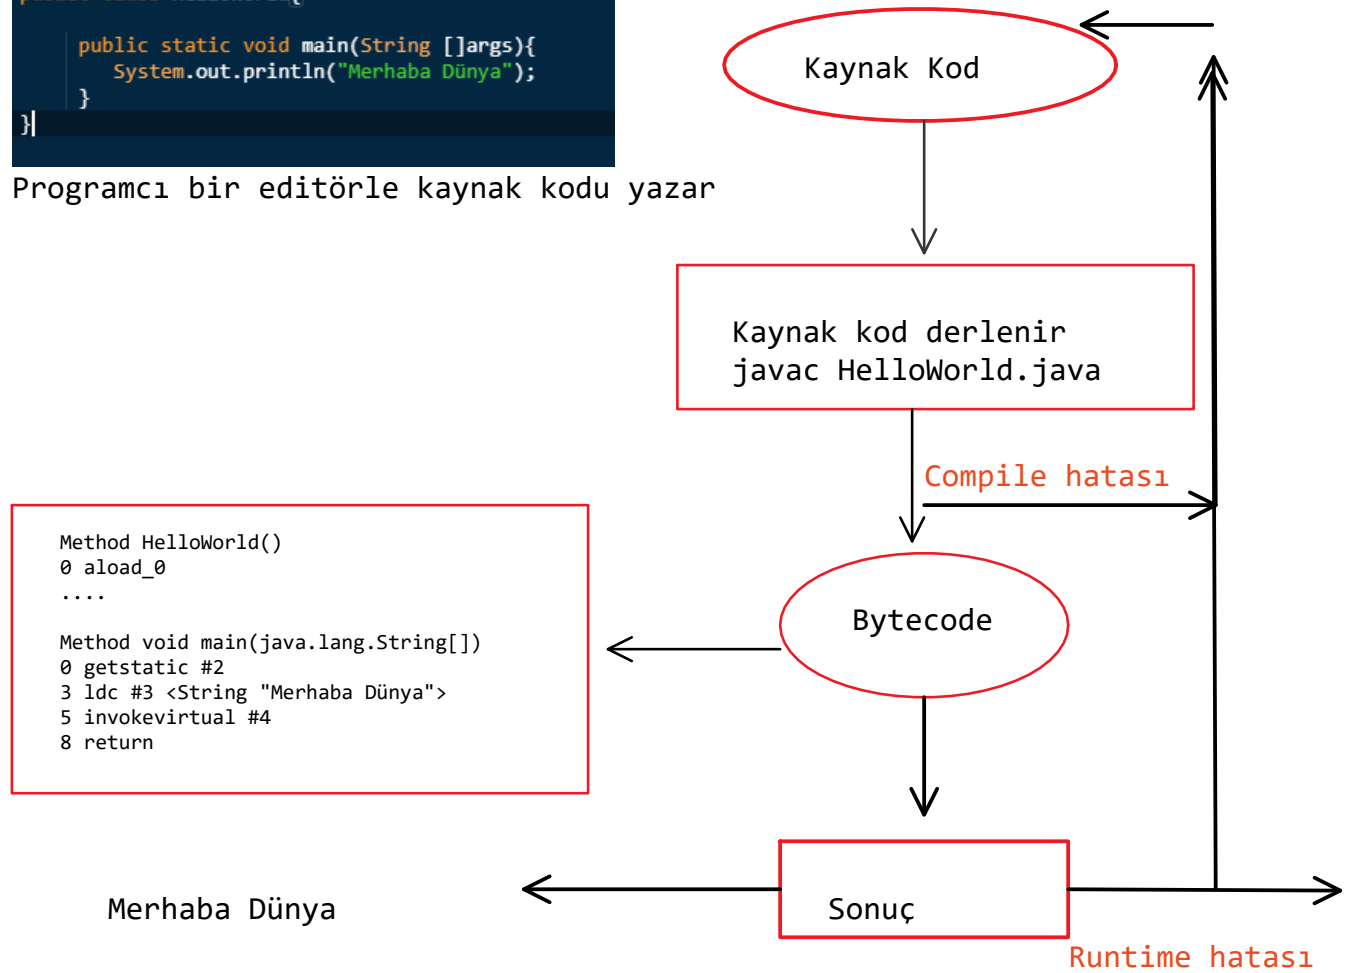 public static void main(String []args){
System.out.println("Merhaba Dünya");
}
}
Programcı bir editörle kaynak kodu yazar
Kaynak Kod
Kaynak kod derlenir
javac HelloWorld.java
Compile hatası
Bytecode
Method HelloWorld()
0 aload_0
....
Method void main(java.lang.String[])
0 getstatic #2
3 ldc #3 <String "Merhaba Dünya">
5 invokevirtual #4
8 return
Sonuç
Merhaba Dünya
Runtime hatası